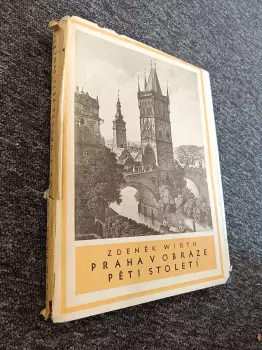 ZDENĚK WIRTH
PRAHA V OBRAZE
PĚTI STOLETÍ